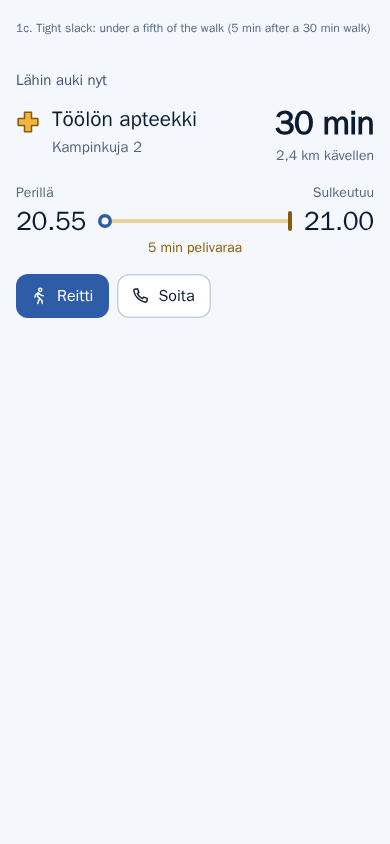 1c. Tight slack: under a fifth of the walk (5 min after a 30 min walk)
Lähin auki nyt
Töölön apteekki
30 min
Kampinkuja 2
2,4 km kävellen
Perillä
Sulkeutuu
20.55
21.00
5 min pelivaraa
Reitti
Soita